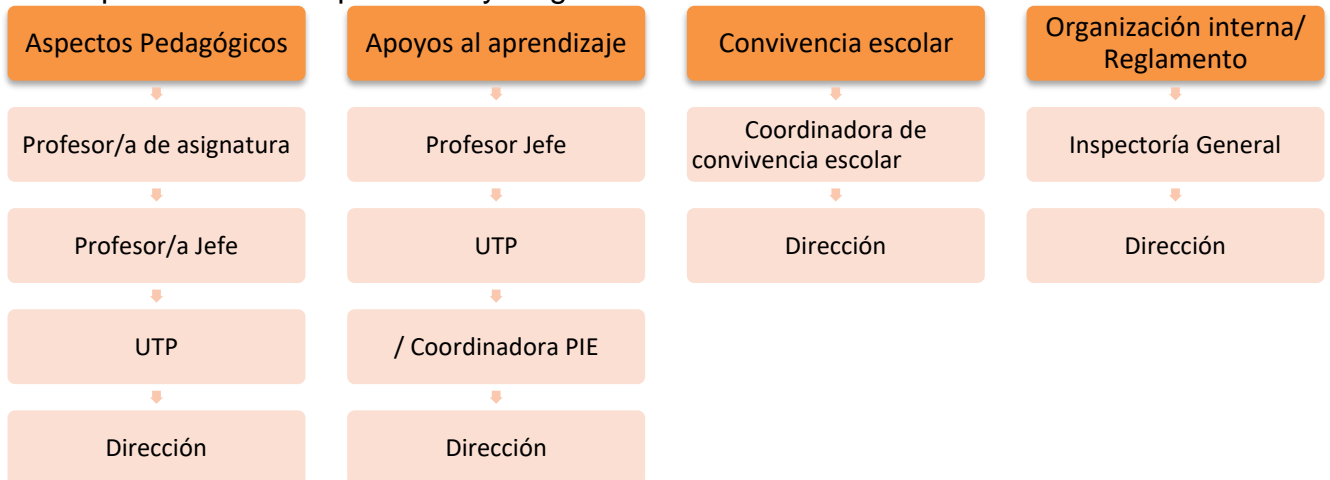 Aspectos Pedagógicos
Profesor/a de asignatura
Profesor/a Jefe
UTP
Dirección
Apoyos al aprendizaje
Profesor Jefe
UTP
/ Coordinadora PIE
Dirección
Convivencia escolar
Coordinadora de
convivencia escolar
Dirección
Organización interna/
Reglamento
Inspectoría General
Dirección